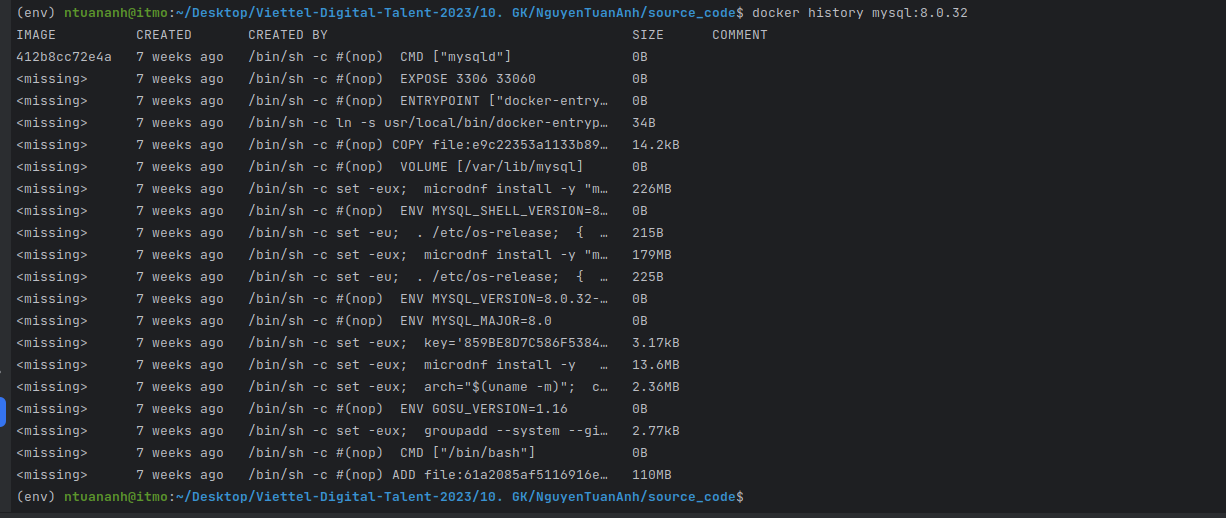 (env) ntuananh@itmo:~/Desktop/Viettel-Digital-Talent-2023/10. GK/NguyenTuanAnh/source_code$ docker history mysql:8.0.32
IMAGE          CREATED       CREATED BY                                      SIZE      COMMENT
412b8cc72e4a   7 weeks ago   /bin/sh -c #(nop)  CMD ["mysqld"]               0B
<missing>      7 weeks ago   /bin/sh -c #(nop)  EXPOSE 3306 33060            0B
<missing>      7 weeks ago   /bin/sh -c #(nop)  ENTRYPOINT ["docker-entry…   0B
<missing>      7 weeks ago   /bin/sh -c ln -s usr/local/bin/docker-entryp…   34B
<missing>      7 weeks ago   /bin/sh -c #(nop) COPY file:e9c22353a1133b89…   14.2kB
<missing>      7 weeks ago   /bin/sh -c #(nop)  VOLUME [/var/lib/mysql]      0B
<missing>      7 weeks ago   /bin/sh -c set -eux;  microdnf install -y "m…   226MB
<missing>      7 weeks ago   /bin/sh -c #(nop)  ENV MYSQL_SHELL_VERSION=8…   0B
<missing>      7 weeks ago   /bin/sh -c set -eu;  . /etc/os-release;  {  …   215B
<missing>      7 weeks ago   /bin/sh -c set -eux;  microdnf install -y "m…   179MB
<missing>      7 weeks ago   /bin/sh -c set -eu;  . /etc/os-release;  {  …   225B
<missing>      7 weeks ago   /bin/sh -c #(nop)  ENV MYSQL_VERSION=8.0.32-…   0B
<missing>      7 weeks ago   /bin/sh -c #(nop)  ENV MYSQL_MAJOR=8.0          0B
<missing>      7 weeks ago   /bin/sh -c set -eux;  key='859BE8D7C586F5384…   3.17kB
<missing>      7 weeks ago   /bin/sh -c set -eux;  microdnf install -y   …   13.6MB
<missing>      7 weeks ago   /bin/sh -c set -eux;  arch="$(uname -m)";  c…   2.36MB
<missing>      7 weeks ago   /bin/sh -c #(nop)  ENV GOSU_VERSION=1.16        0B
<missing>      7 weeks ago   /bin/sh -c set -eux;  groupadd --system --gi…   2.77kB
<missing>      7 weeks ago   /bin/sh -c #(nop)  CMD ["/bin/bash"]            0B
<missing>      7 weeks ago   /bin/sh -c #(nop) ADD file:61a2085af5116916e…   110MB
(env) ntuananh@itmo:~/Desktop/Viettel-Digital-Talent-2023/10. GK/NguyenTuanAnh/source_code$